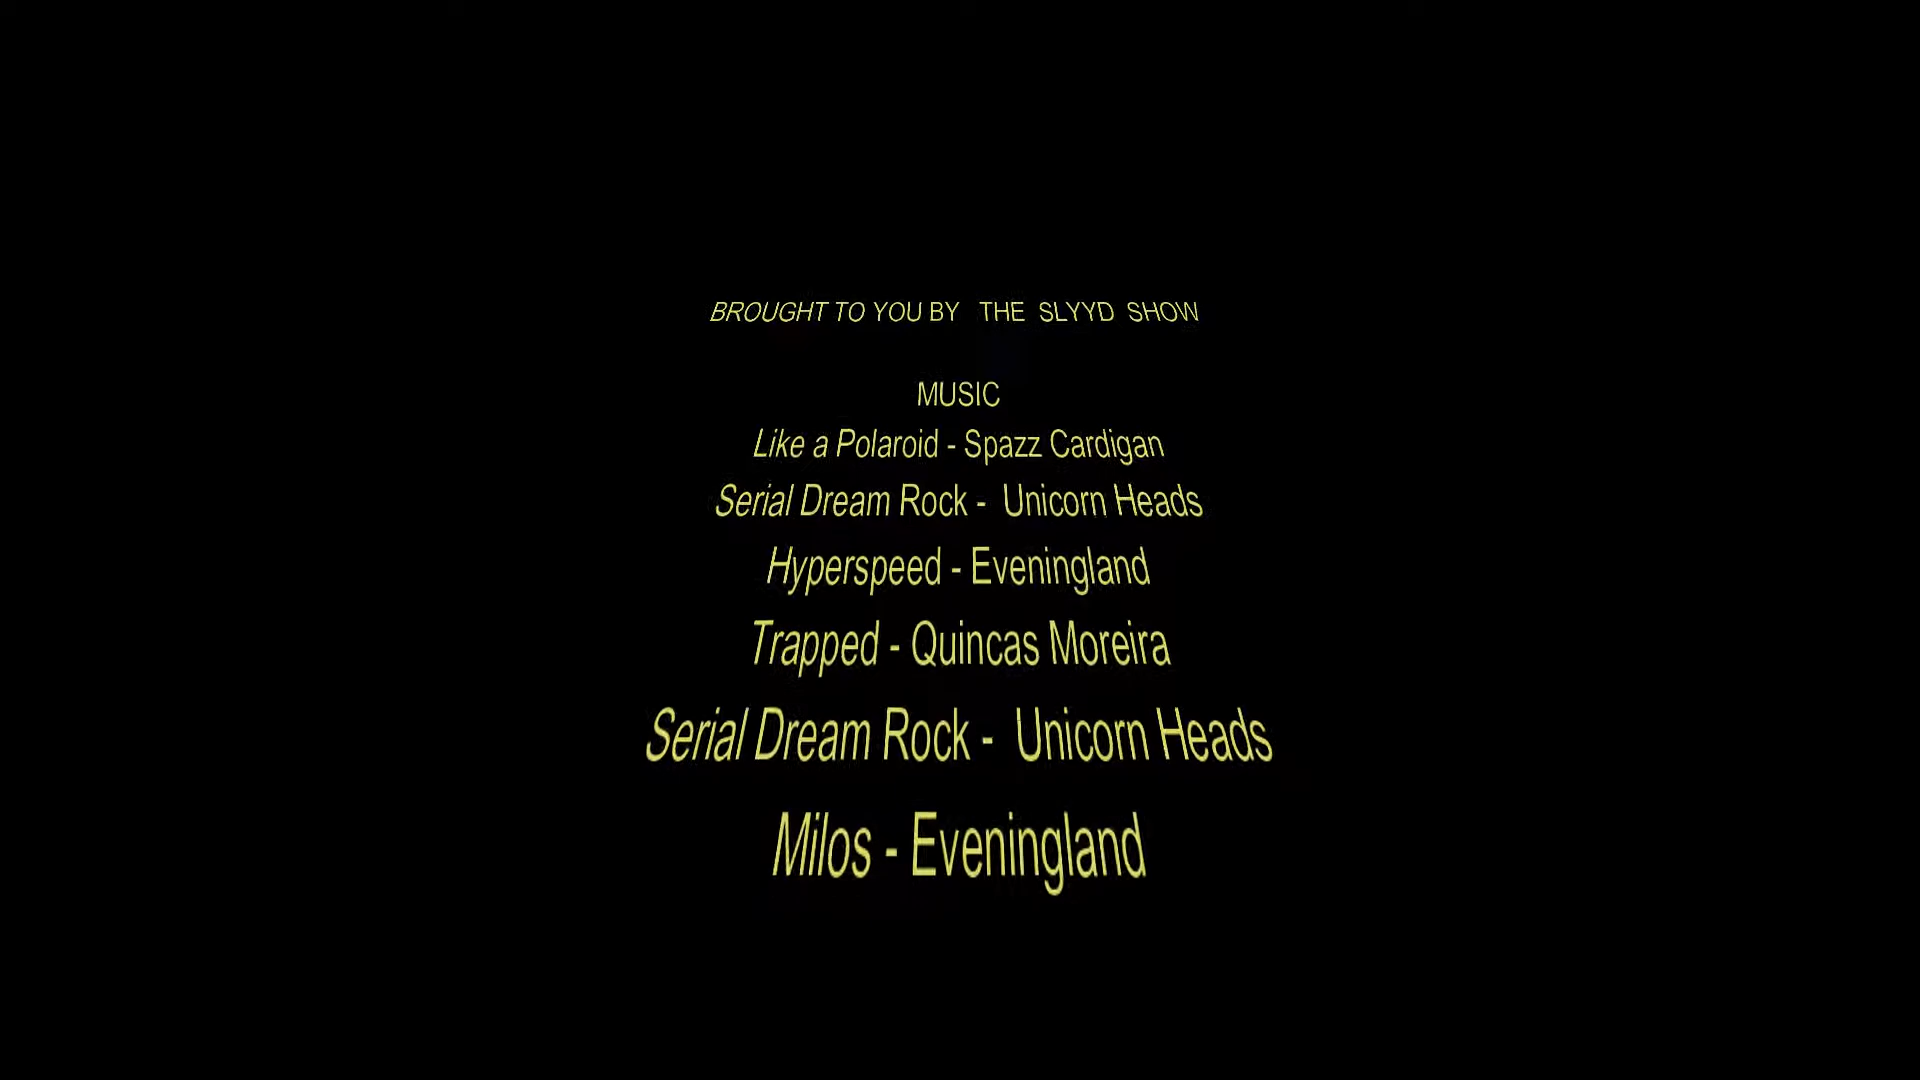 BROUGHT TO YOU BY THE SLYYD SHOW
MUSIC
Like a Polaroid - Spazz Cardigan
Serial Dream Rock - Unicorn Heads
Hyperspeed - Eveningland
Trapped - Quincas Moreira
Serial Dream Rock - Unicorn Heads
Milos - Eveningland